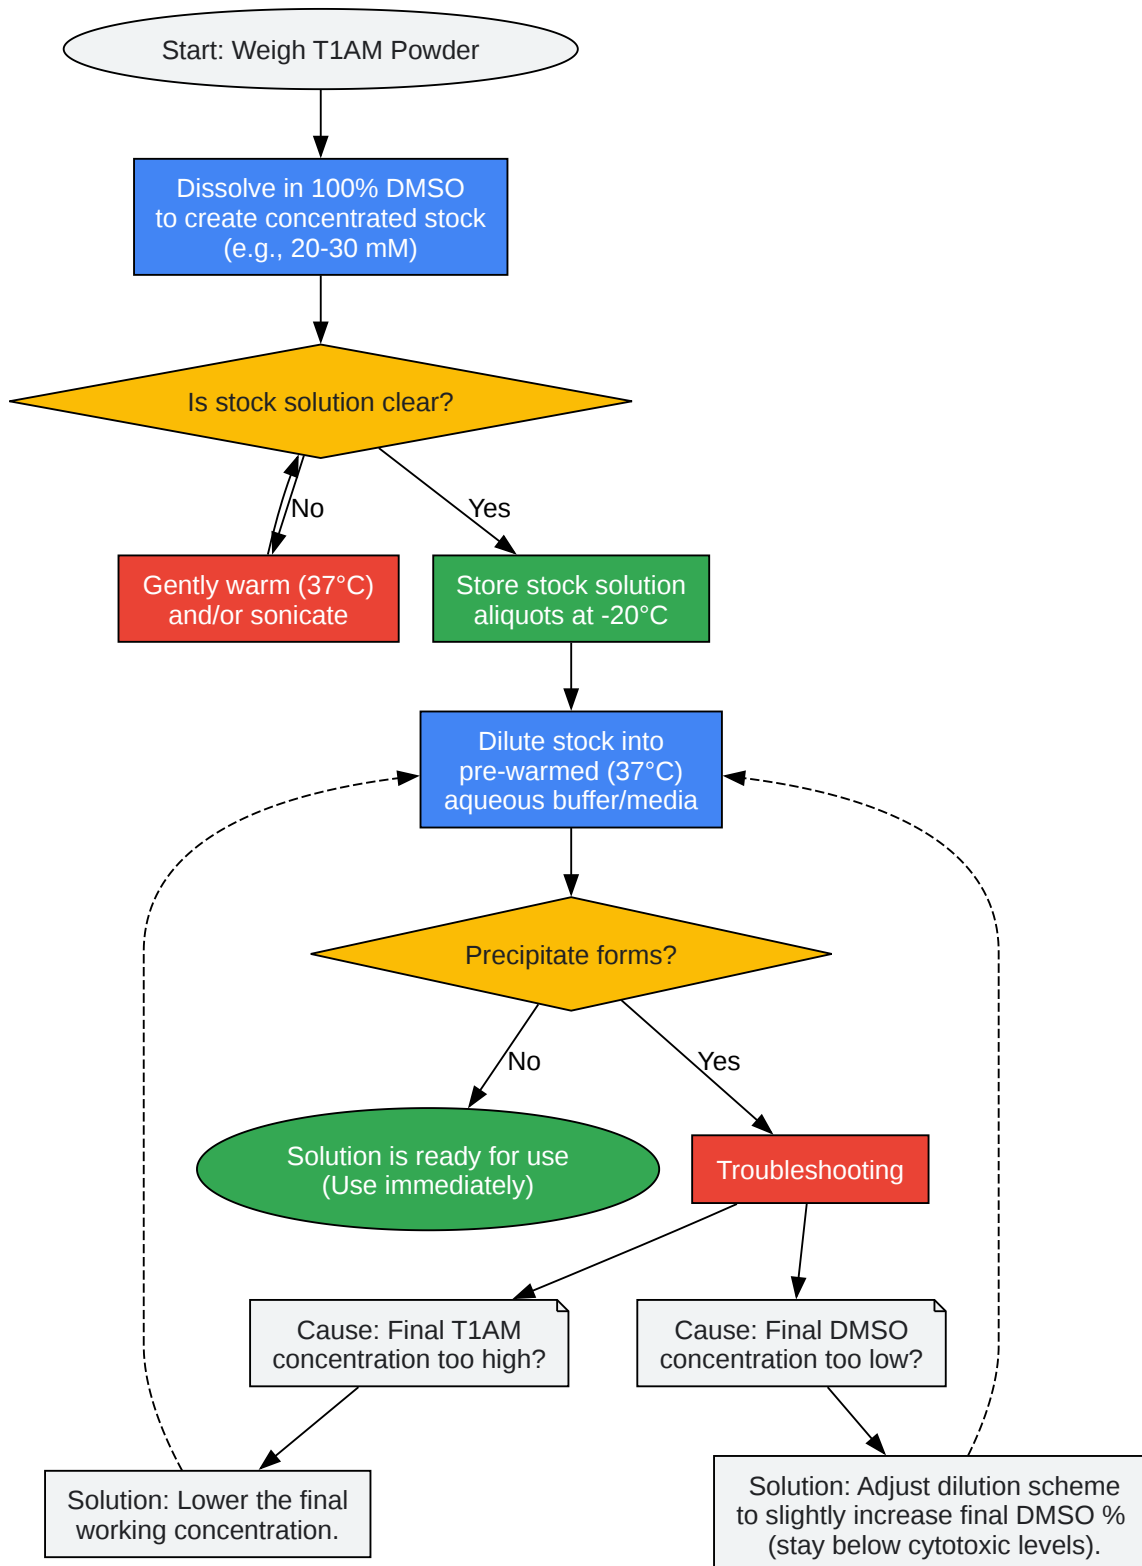 Start: Weigh T1AM Powder
Dissolve in 100% DMSO
to create concentrated stock
(e.g., 20-30 mM)
Is stock solution clear?
No
Yes
Gently warm (37°C)
and/or sonicate
Store stock solution
aliquots at -20°C
Dilute stock into
pre-warmed (37°C)
aqueous buffer/media
Precipitate forms?
No
Yes
Solution is ready for use
(Use immediately)
Troubleshooting
Cause: Final T1AM
concentration too high?
Cause: Final DMSO
concentration too low?
Solution: Lower the final
working concentration.
Solution: Adjust dilution scheme
to slightly increase final DMSO %
(stay below cytotoxic levels).